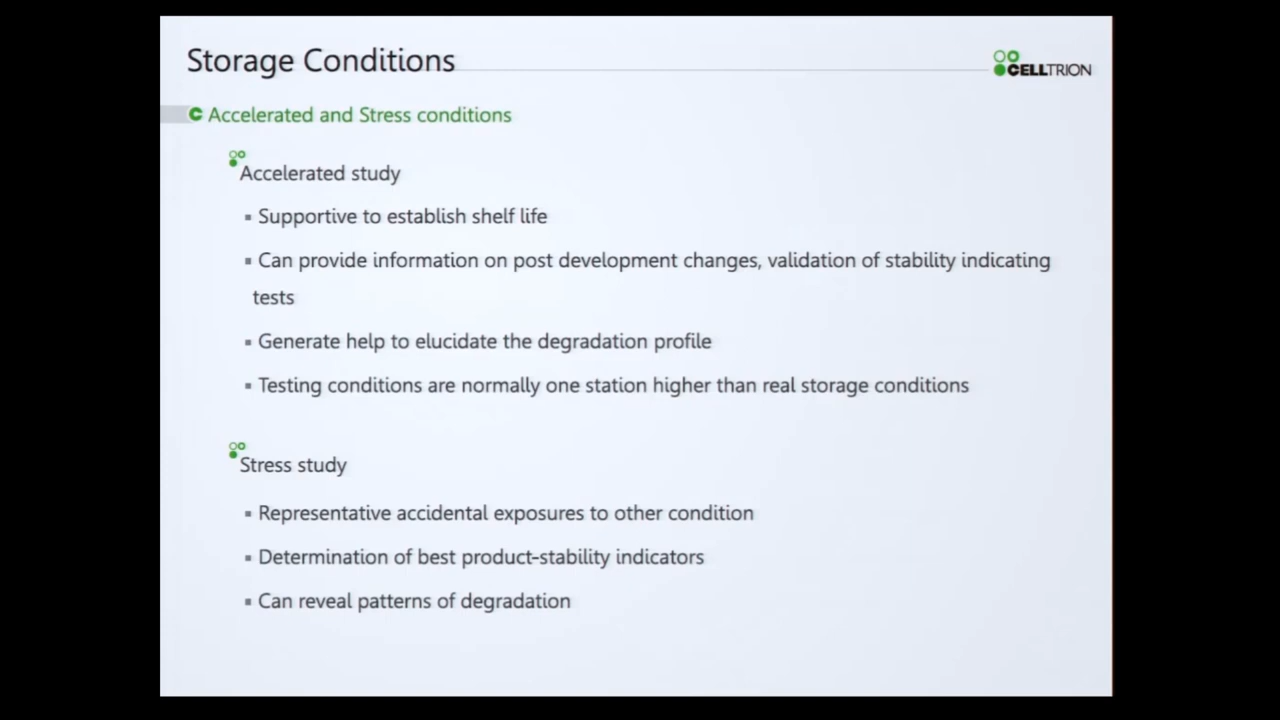 Storage Conditions
CELLTRION
Accelerated and Stress conditions
Accelerated study
▪ Supportive to establish shelf life
▪ Can provide information on post development changes, validation of stability indicating
tests
▪ Generate help to elucidate the degradation profile
▪ Testing conditions are normally one station higher than real storage conditions
Stress study
▪ Representative accidental exposures to other condition
▪ Determination of best product-stability indicators
▪ Can reveal patterns of degradation